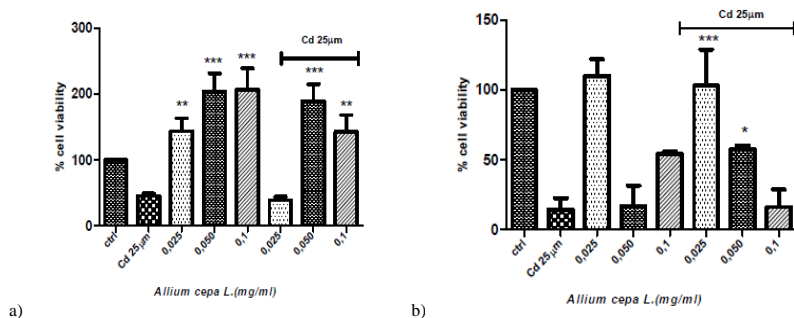 Cd 25μm
300
200
100
0
% cell viability
**
***
***
***
**
ctrl
Cd 25μm
0,025
0,050
0,1
0,025
0,050
0,1
Allium cepa L.(mg/ml)
a)
Cd 25μm
150
100
50
0
% cell viability
***
*
ctrl
Cd 25μm
0,025
0,050
0,1
0,025
0,050
0,1
Allium cepa L.(mg/ml)
b)